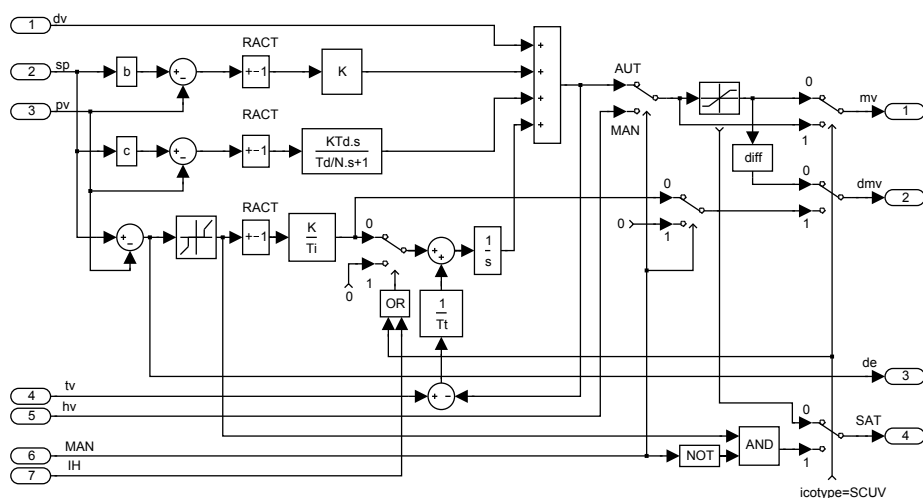 1 dv
RACT
+
2 sp b + − +−1 K + AUT 0
3 pv
RACT + MAN 1 mv 1
c + − +−1 KTd.s + diff
Td/N.s+1
0 0 dmv 2
+ − RACT +−1 K
Ti 0 + + 1
s 0 1 1
0 1 OR 1
Tt
de 3
4 tv + −
5 hv 0 SAT 4
6 MAN NOT AND 1
7 IH
icotype=SCUV